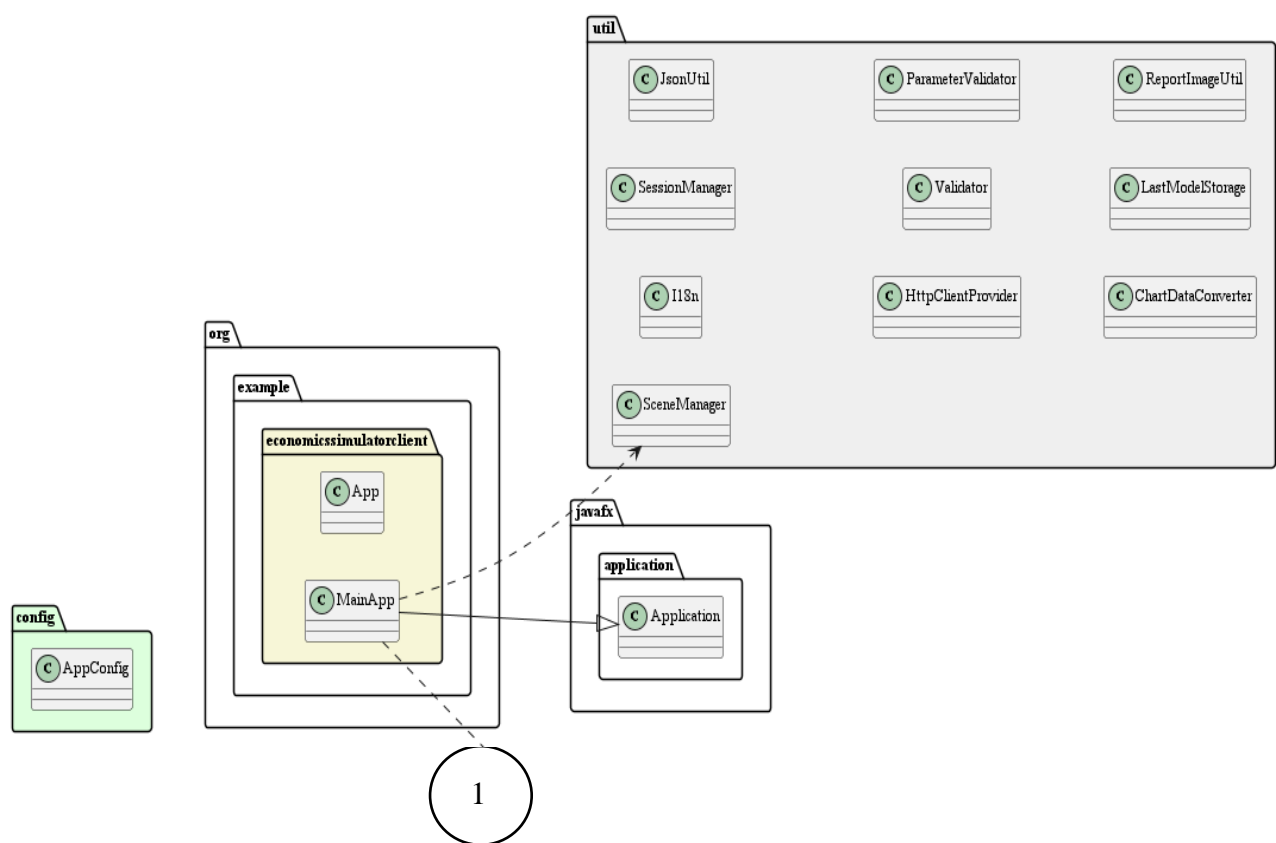 util
C JsonUtil
C ParameterValidator
C ReportImageUtil
C SessionManager
C Validator
C LastModelStorage
C I18n
C HttpClientProvider
C ChartDataConverter
C SceneManager
org
example
economicssimulatorclient
C App
C MainApp
javafx
application
C Application
config
C AppConfig
1